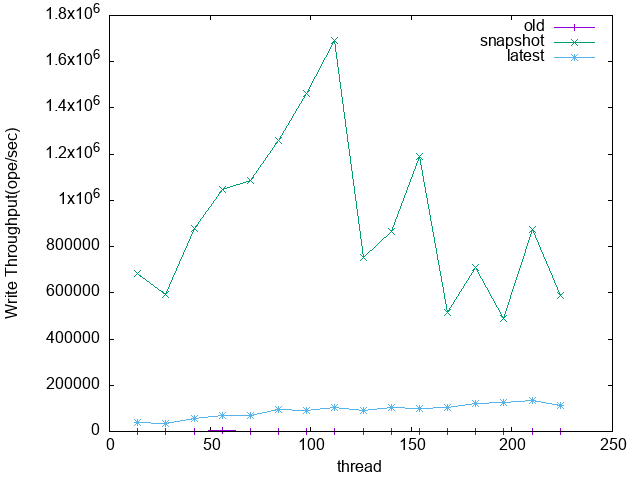 1.8x10^6
1.6x10^6
1.4x10^6
1.2x10^6
1x10^6
800000
600000
400000
200000
0
Write Throughput(ope/sec)
old
snapshot
latest
0 50 100 150 200 250
thread